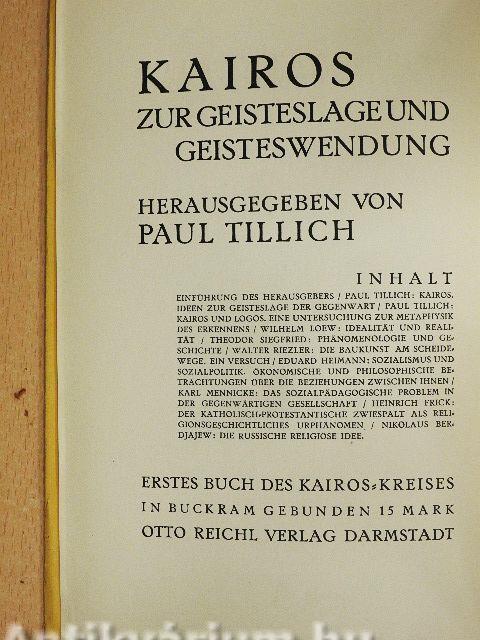 KAIROS
ZUR GEISTESLAGE UND
GEISTESWENDUNG
HERAUSGEGEBEN VON
PAUL TILLICH
INHALT
EINFÜHRUNG DES HERAUSGEBERS / PAUL TILLICH: KAIROS.
IDEEN ZUR GEISTESLAGE DER GEGENWART / PAUL TILLICH:
KAIROS UND LOGOS. EINE UNTERSUCHUNG ZUR METAPHYSIK
DES ERKENNENS / WILHELM LOEW: IDEALITÄT UND REALI-
TÄT / THEODOR SIEGFRIED: PHÄNOMENOLOGIE UND GE-
SCHICHTE / WALTER RIEZLER: DIE BAUKUNST AM SCHEIDE-
WEGE. EIN VERSUCH / EDUARD HEIMANN: SOZIALISMUS UND
SOZIALPOLITIK. ÖKONOMISCHE UND PHILOSOPHISCHE BE-
TRACHTUNGEN ÜBER DIE BEZIEHUNGEN ZWISCHEN IHNEN /
KARL MENNICKE: DAS SOZIALPÄDAGOGISCHE PROBLEM IN
DER GEGENWÄRTIGEN GESELLSCHAFT / HEINRICH FRICK:
DER KATHOLISCH-PROTESTANTISCHE ZWIESPALT ALS RELI-
GIONSGESCHICHTLICHES URPHÄNOMEN / NIKOLAUS BER-
DJAJEW: DIE RUSSISCHE RELIGIOSE IDEE.
ERSTES BUCH DES KAIROS-KREISES
IN BUCKRAM GEBUNDEN 15 MARK
OTTO REICHL VERLAG DARMSTADT
Antikvárium.hu